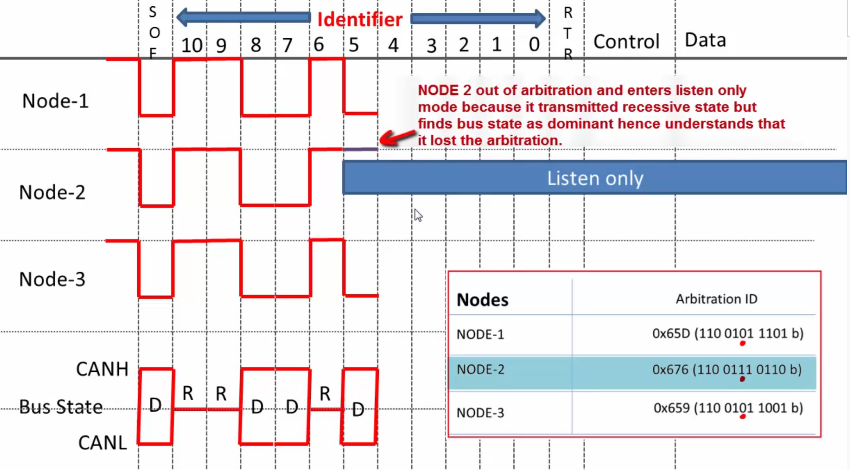 S O F
Identifier
R T R
10 9 8 7 6 5 4 3 2 1 0
Control Data
Node-1
NODE 2 out of arbitration and enters listen only
mode because it transmitted recessive state but
finds bus state as dominant hence understands that
it lost the arbitration.
Node-2
Listen only
Node-3
Nodes Arbitration ID
NODE-1 0x65D (110 0101 1101 b)
NODE-2 0x676 (110 0111 0110 b)
NODE-3 0x659 (110 0101 1001 b)
CANH
Bus State
D R R D D R D
CANL